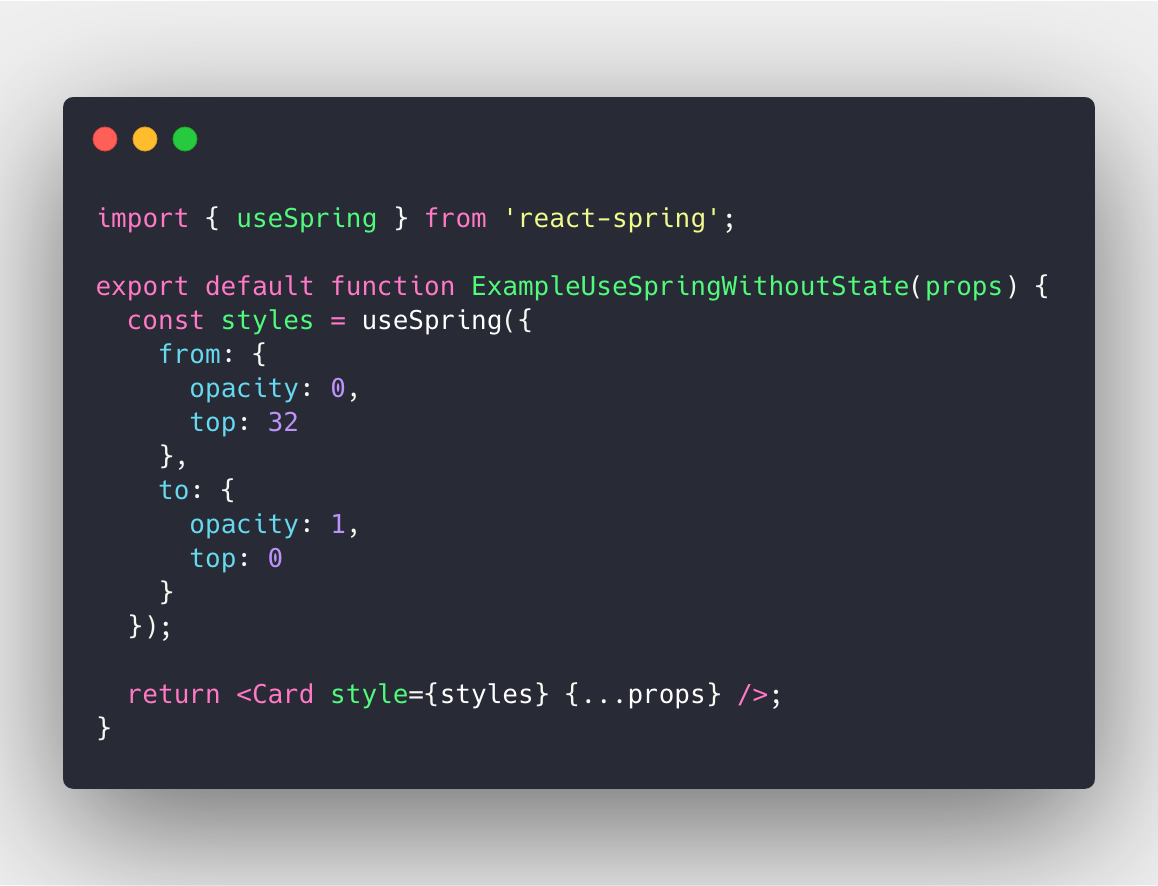 import { useSpring } from 'react-spring';

export default function ExampleUseSpringWithoutState(props) {
  const styles = useSpring({
    from: {
      opacity: 0,
      top: 32
    },
    to: {
      opacity: 1,
      top: 0
    }
  });

  return <Card style={styles} {...props} />;
}